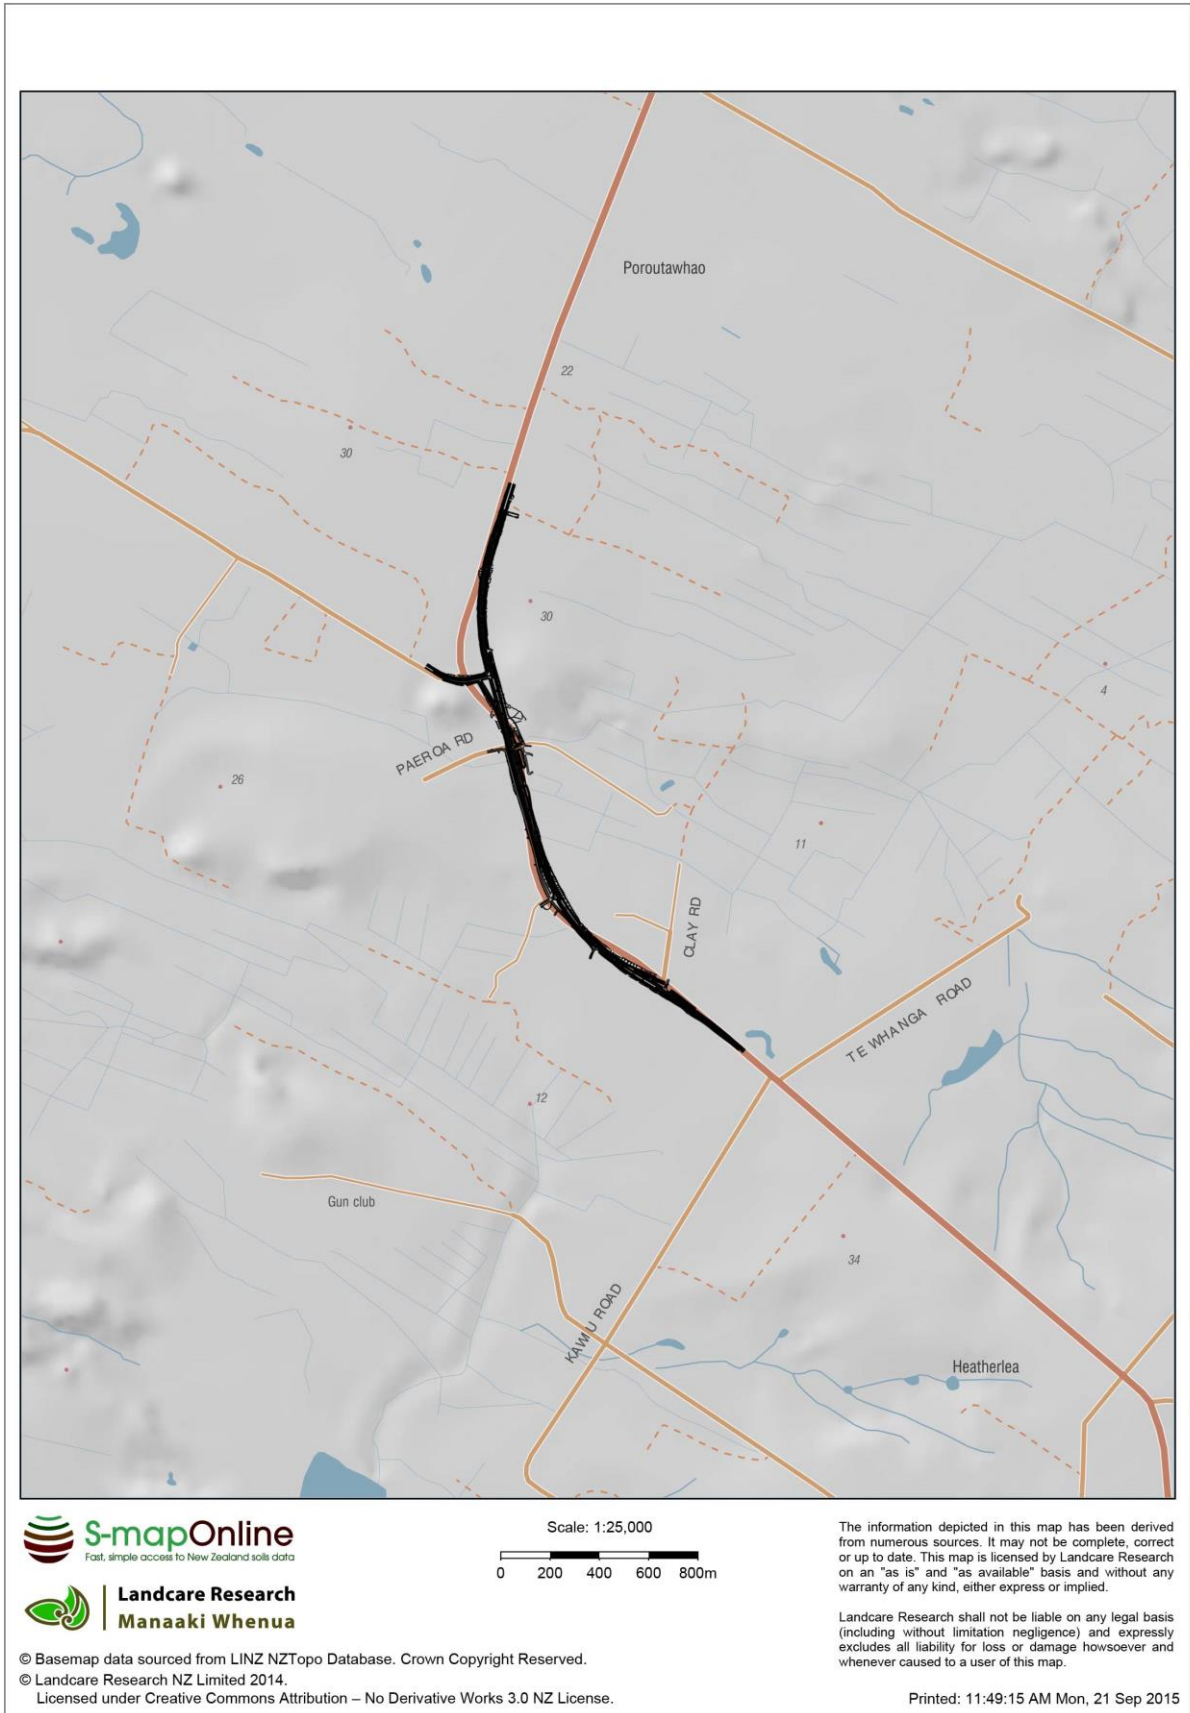 Poroutawhao
22
30
30
4
PAEROA RD
26
11
CLAY RD
TE WHANGA ROAD
12
Gun club
34
KAWIU ROAD
Heatherlea
S-mapOnline
Fast, simple access to New Zealand soils data
Landcare Research
Manaaki Whenua
© Basemap data sourced from LINZ NZTopo Database. Crown Copyright Reserved.
© Landcare Research NZ Limited 2014.
Licensed under Creative Commons Attribution – No Derivative Works 3.0 NZ License.
Scale: 1:25,000
0 200 400 600 800m
The information depicted in this map has been derived
from numerous sources. It may not be complete, correct
or up to date. This map is licensed by Landcare Research
on an "as is" and "as available" basis and without any
warranty of any kind, either express or implied.
Landcare Research shall not be liable on any legal basis
(including without limitation negligence) and expressly
excludes all liability for loss or damage howsoever and
whenever caused to a user of this map.
Printed: 11:49:15 AM Mon, 21 Sep 2015